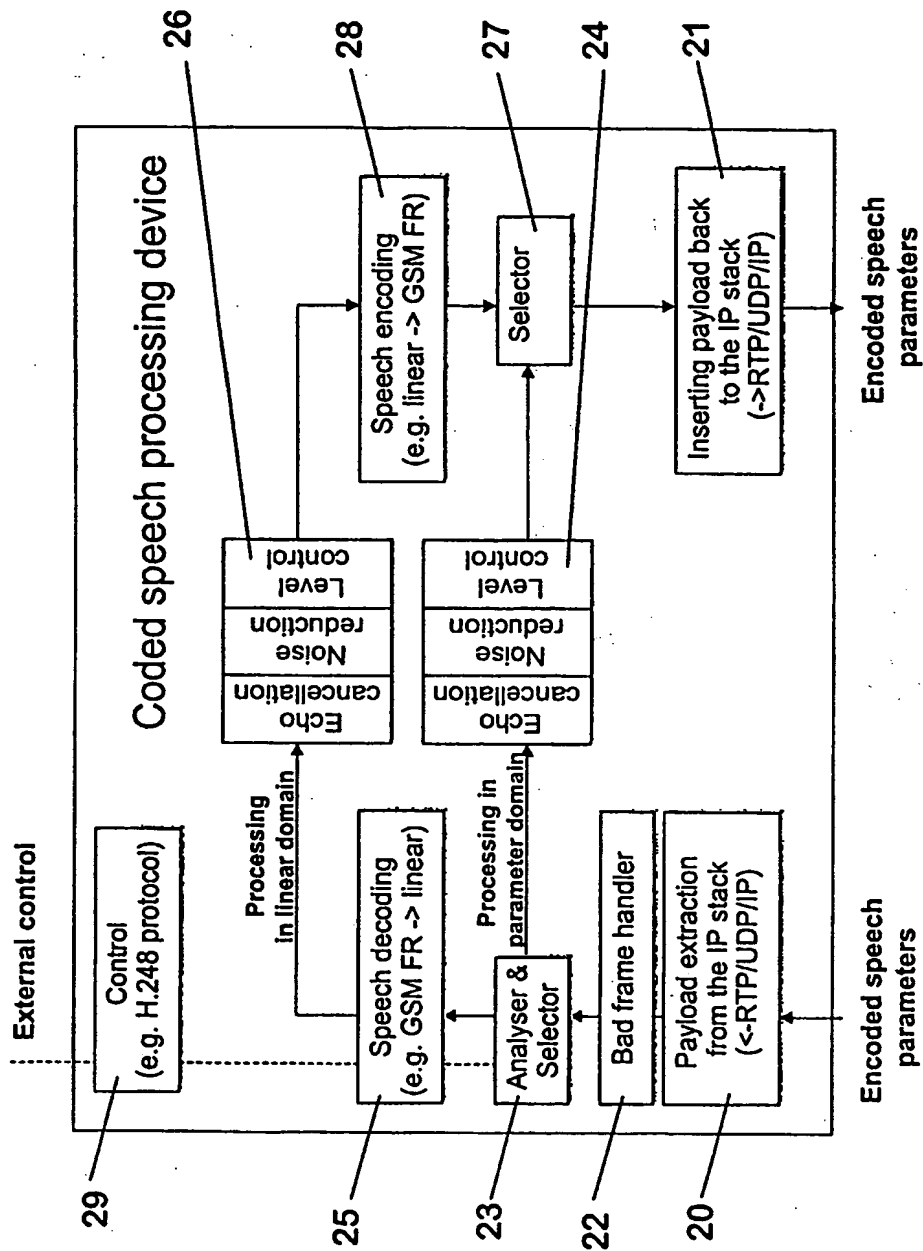 External control
Coded speech processing device
29
Control
(e.g. H.248 protocol)
26
Processing
in linear domain
Echo
cancellation
Noise
reduction
Level
control
25
Speech decoding
(e.g. GSM FR -> linear)
28
Speech encoding
(e.g. linear -> GSM FR)
23
Analyser &
Selector
Processing in
parameter domain
Echo
cancellation
Noise
reduction
Level
control
27
Selector
24
22
Bad frame handler
20
Payload extraction
from the IP stack
(<-RTP/UDP/IP)
21
Inserting payload back
to the IP stack
(->RTP/UDP/IP)
Encoded speech
parameters
Encoded speech
parameters